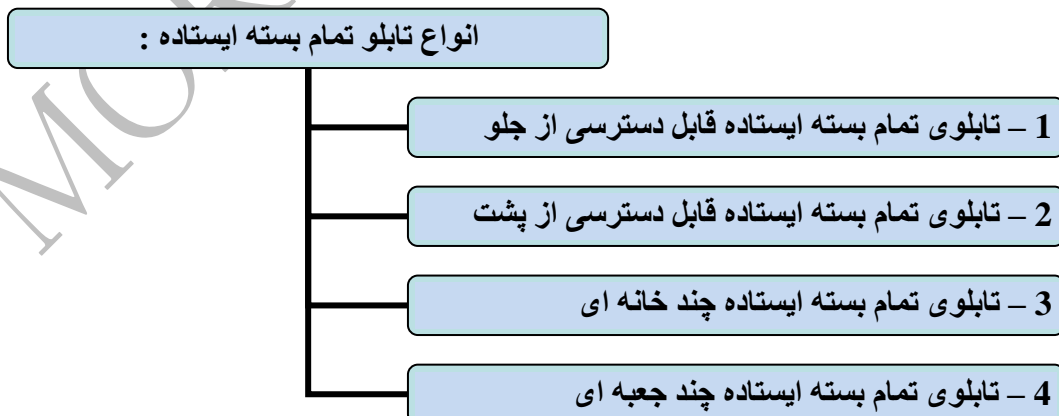 انواع تابلو تمام بسته ایستاده :
1 – تابلوی تمام بسته ایستاده قابل دسترسی از جلو
2 – تابلوی تمام بسته ایستاده قابل دسترسی از پشت
3 – تابلوی تمام بسته ایستاده چند خانه ای
4 – تابلوی تمام بسته ایستاده چند جعبه ای